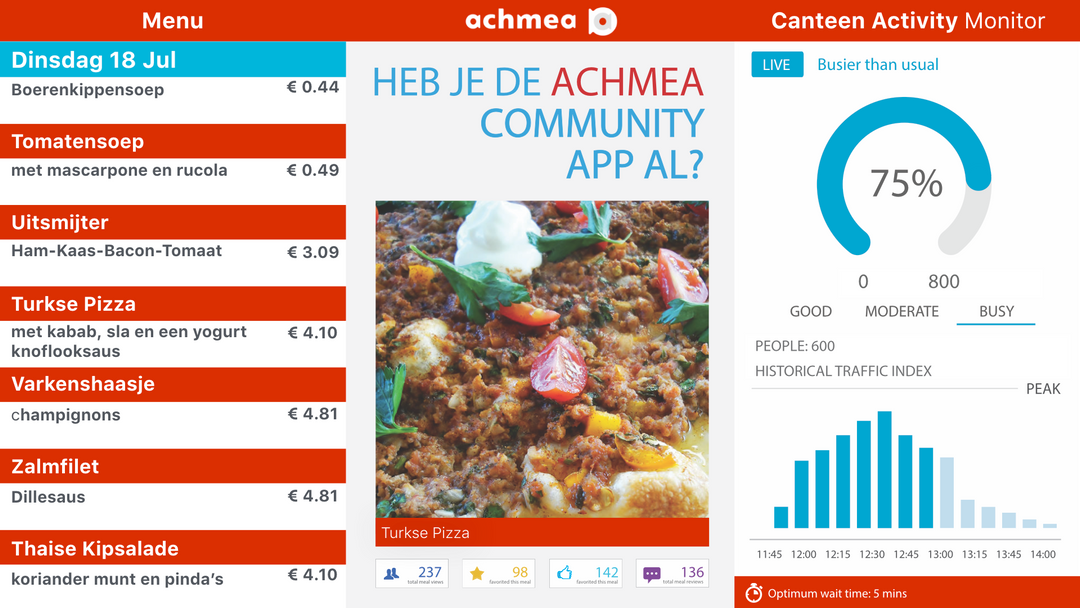 Menu
Dinsdag 18 Jul
Boerenkippensoep € 0.44
Tomatensoep
met mascarpone en rucola € 0.49
Uitsmijter
Ham-Kaas-Bacon-Tomaat € 3.09
Turkse Pizza
met kabab, sla en een yogurt € 4.10
knoflooksaus
Varkenshaasje
champignons € 4.81
Zalmfilet
Dillesaus € 4.81
Thaise Kipsalade
koriander munt en pinda's € 4.10
achmea
HEB JE DE ACHMEA
COMMUNITY
APP AL?
Turkse Pizza
237
total meal views
98
favorited this meal
142
favorited this meal
136
total meal reviews
Canteen Activity Monitor
LIVE Busier than usual
75%
0 800
GOOD MODERATE BUSY
PEOPLE: 600
HISTORICAL TRAFFIC INDEX
PEAK
11:45 12:00 12:15 12:30 12:45 13:00 13:15 13:45 14:00
Optimum wait time: 5 mins